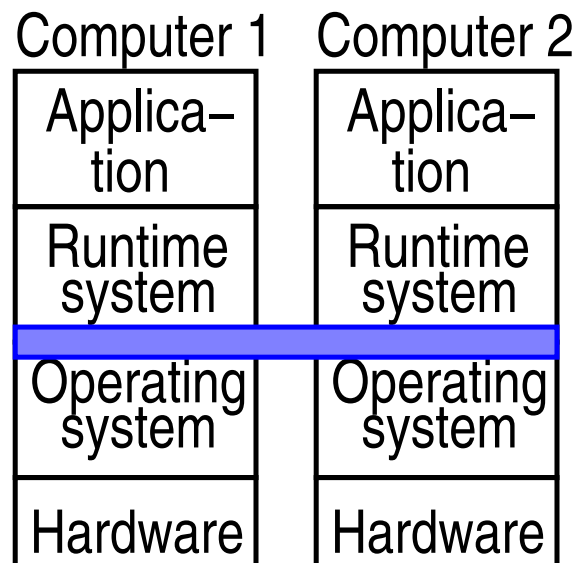 Computer 1
Computer 2
Applica–
tion
Applica–
tion
Runtime
system
Runtime
system
Operating
system
Operating
system
Hardware
Hardware